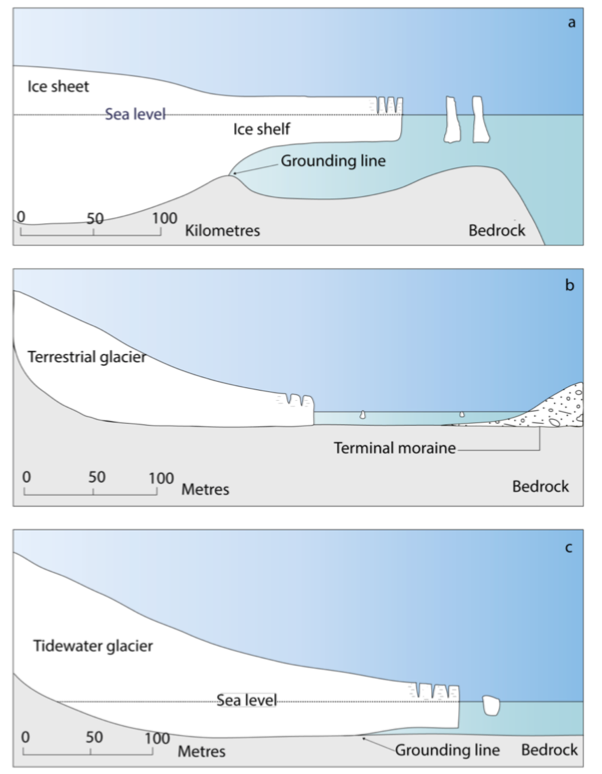 a
Ice sheet
Sea level
Ice shelf
Grounding line
0 50 100
Kilometres
Bedrock
b
Terrestrial glacier
Terminal moraine
0 50 100
Metres
Bedrock
c
Tidewater glacier
Sea level
0 50 100
Metres
Grounding line
Bedrock